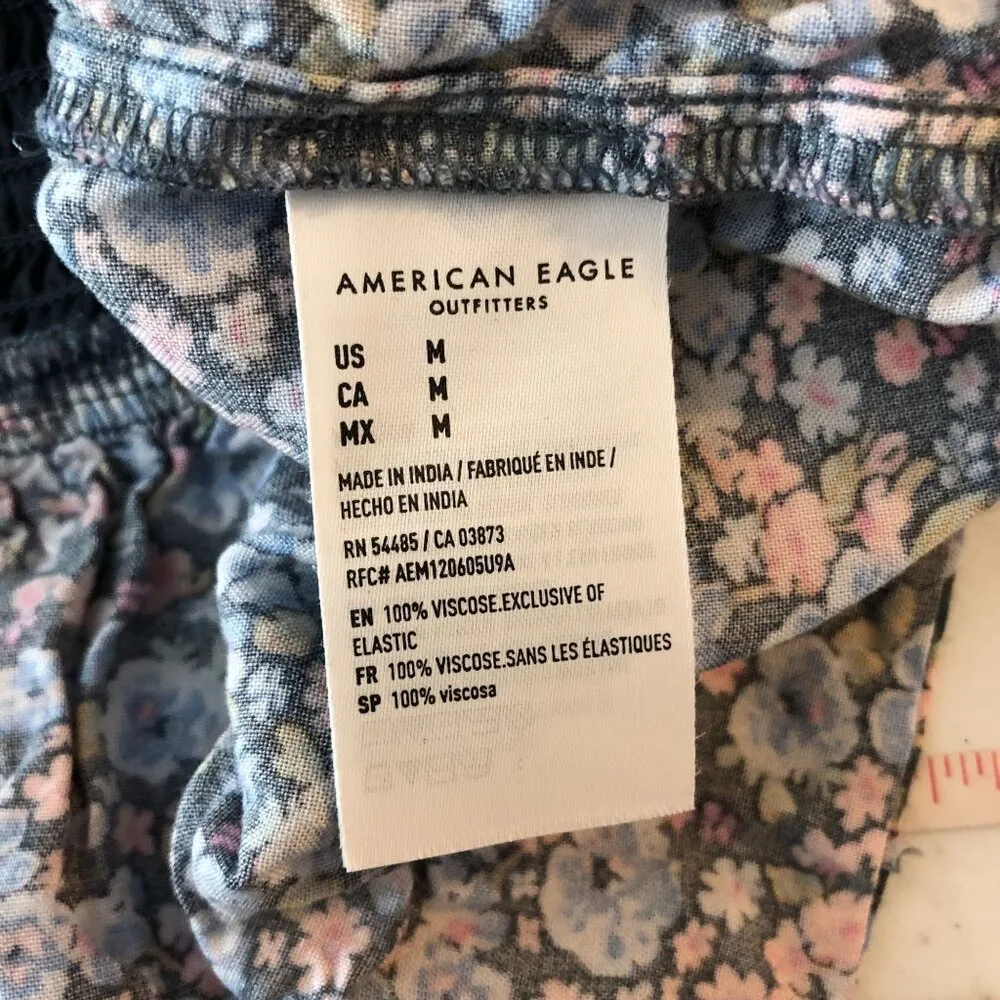 AMERICAN EAGLE
OUTFITTERS
US M
CA M
MX M
MADE IN INDIA / FABRIQUÉ EN INDE /
HECHO EN INDIA
RN 54485 / CA 03873
RFC# AEM120605U9A
EN 100% VISCOSE.EXCLUSIVE OF
ELASTIC
FR 100% VISCOSE.SANS LES ÉLASTIQUES
SP 100% viscosa